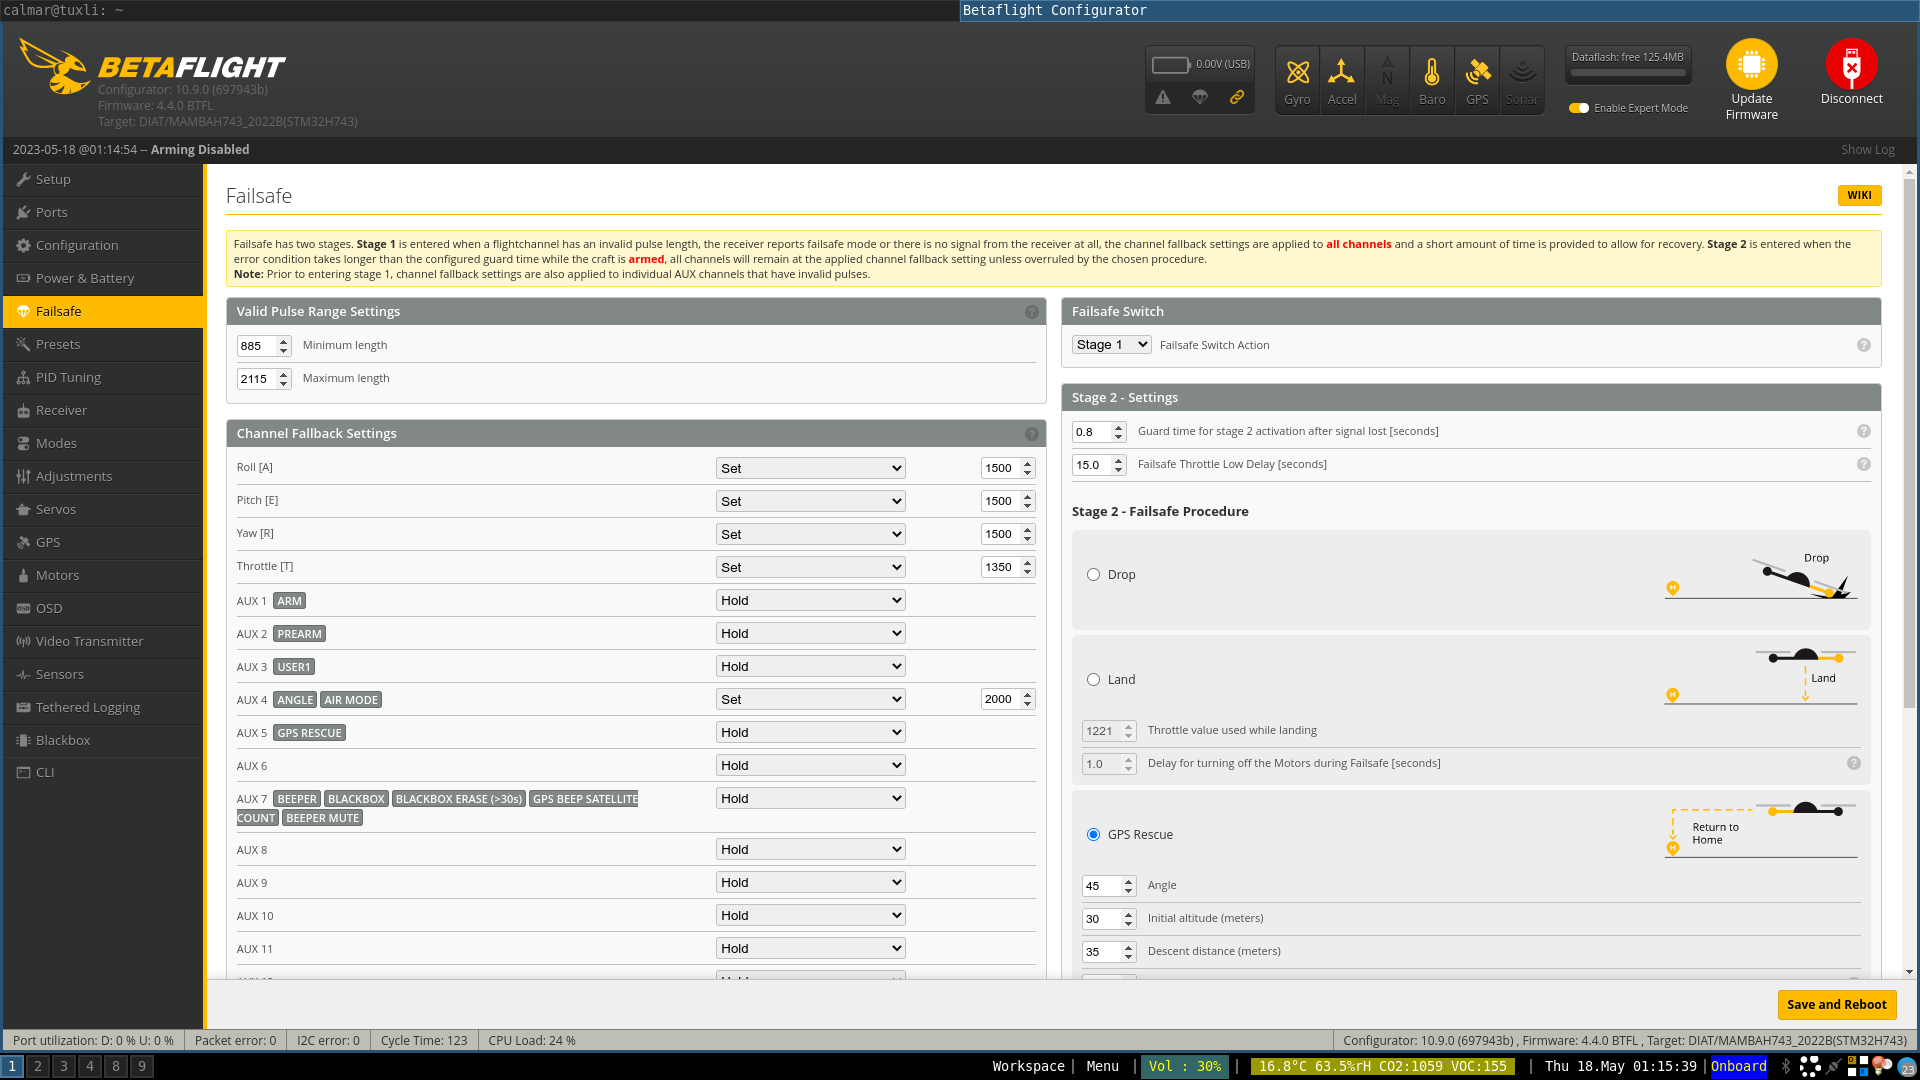 calmar@tuxli: ~
Betaflight Configurator
BETAFLIGHT
Configurator: 10.9.0 (697943b)
Firmware: 4.4.0 BTFL
Target: DIAT/MAMBAH743_2022B(STM32H743)
0.00V (USB)
Gyro
Accel
Mag
Baro
GPS
Sonar
Dataflash: free 125.4MB
Enable Expert Mode
Update
Firmware
Disconnect
2023-05-18 @01:14:54 -- Arming Disabled
Show Log
Setup
Ports
Configuration
Power & Battery
Failsafe
Presets
PID Tuning
Receiver
Modes
Adjustments
Servos
GPS
Motors
OSD
Video Transmitter
Sensors
Tethered Logging
Blackbox
CLI
Failsafe
WIKI
Failsafe has two stages. Stage 1 is entered when a flightchannel has an invalid pulse length, the receiver reports failsafe mode or there is no signal from the receiver at all, the channel fallback settings are applied to all channels and a short amount of time is provided to allow for recovery. Stage 2 is entered when the
error condition takes longer than the configured guard time while the craft is armed, all channels will remain at the applied channel fallback setting unless overruled by the chosen procedure.
Note: Prior to entering stage 1, channel fallback settings are also applied to individual AUX channels that have invalid pulses.
Valid Pulse Range Settings
885 Minimum length
2115 Maximum length
Channel Fallback Settings
Roll [A] Set 1500
Pitch [E] Set 1500
Yaw [R] Set 1500
Throttle [T] Set 1350
AUX 1 ARM Hold
AUX 2 PREARM Hold
AUX 3 USER1 Hold
AUX 4 ANGLE AIR MODE Set 2000
AUX 5 GPS RESCUE Hold
AUX 6 Hold
AUX 7 BEEPER BLACKBOX BLACKBOX ERASE (>30s) GPS BEEP SATELLITE Hold
COUNT BEEPER MUTE
AUX 8 Hold
AUX 9 Hold
AUX 10 Hold
AUX 11 Hold
Failsafe Switch
Stage 1 Failsafe Switch Action
Stage 2 - Settings
0.8 Guard time for stage 2 activation after signal lost [seconds]
15.0 Failsafe Throttle Low Delay [seconds]
Stage 2 - Failsafe Procedure
Drop
Drop
Land
Land
1221 Throttle value used while landing
1.0 Delay for turning off the Motors during Failsafe [seconds]
GPS Rescue
Return to
Home
45 Angle
30 Initial altitude (meters)
35 Descent distance (meters)
Save and Reboot
Port utilization: D: 0 % U: 0 % Packet error: 0 I2C error: 0 Cycle Time: 123 CPU Load: 24 %
Configurator: 10.9.0 (697943b) , Firmware: 4.4.0 BTFL , Target: DIAT/MAMBAH743_2022B(STM32H743)
1 2 3 4 8 9
Workspace| Menu | Vol : 30% | 16.8°C 63.5%rH CO2:1059 VOC:155 | Thu 18.May 01:15:39 |Onboard
23